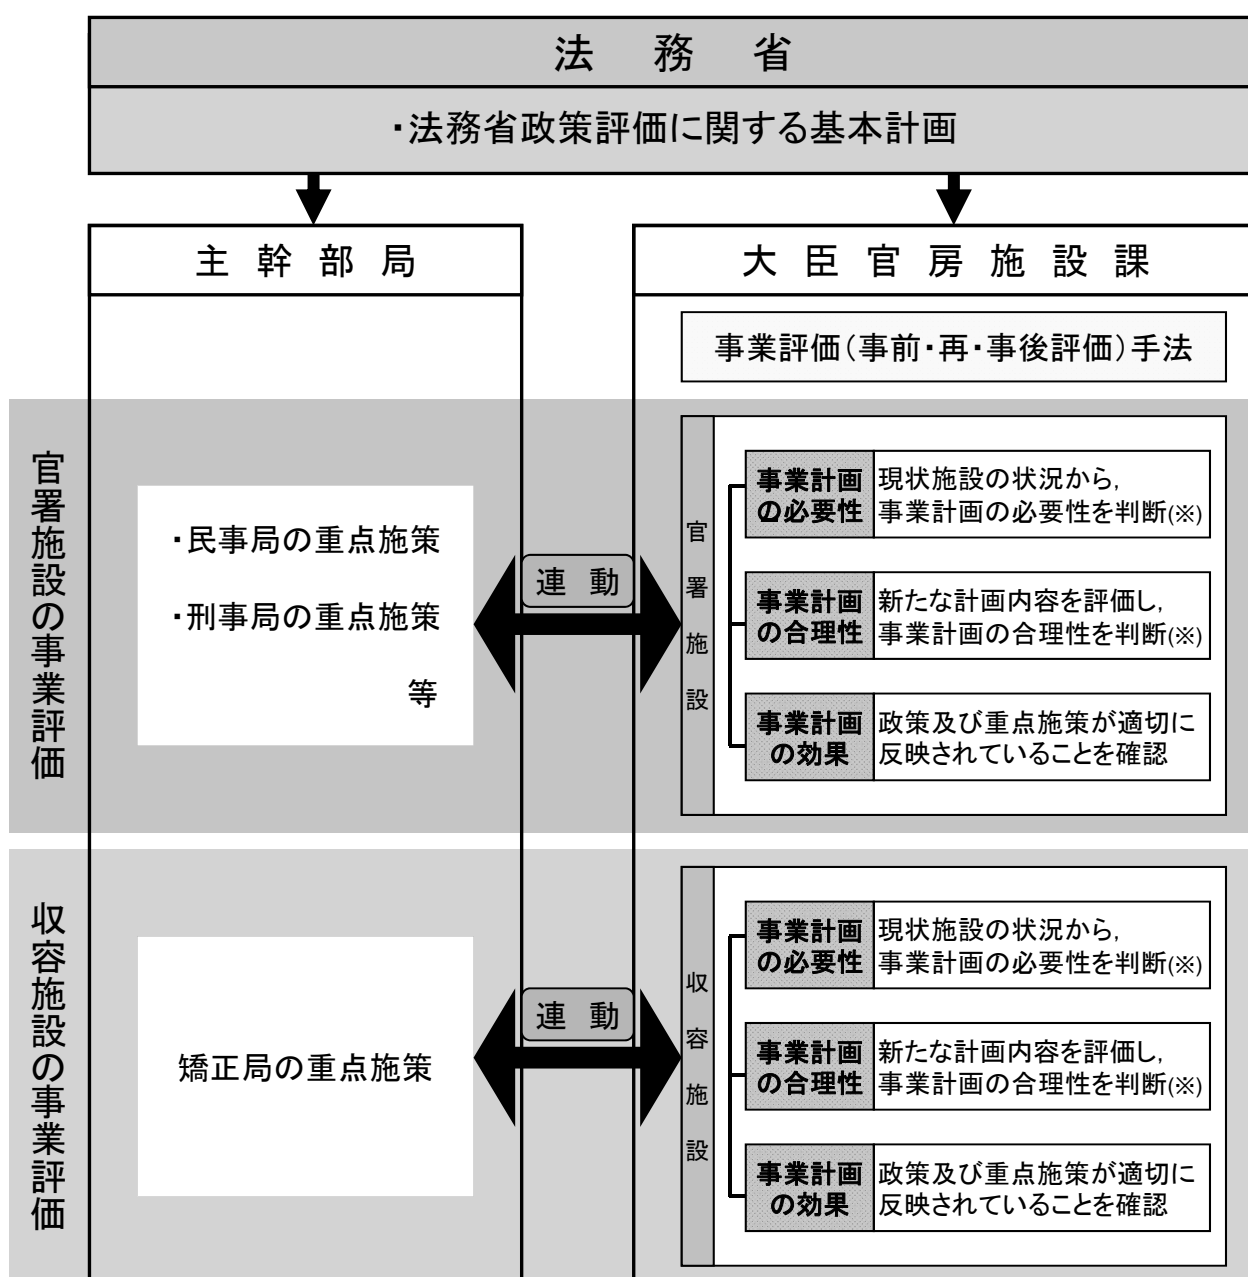 法務省
・法務省政策評価に関する基本計画
主幹部局
大臣官房施設課
事業評価（事前・再・事後評価）手法
官署施設の事業評価
・民事局の重点施策
・刑事局の重点施策
等
連動
官署施設
事業計画
の必要性
現状施設の状況から，
事業計画の必要性を判断(※)
事業計画
の合理性
新たな計画内容を評価し，
事業計画の合理性を判断(※)
事業計画
の効果
政策及び重点施策が適切に
反映されていることを確認
収容施設の事業評価
矯正局の重点施策
連動
収容施設
事業計画
の必要性
現状施設の状況から，
事業計画の必要性を判断(※)
事業計画
の合理性
新たな計画内容を評価し，
事業計画の合理性を判断(※)
事業計画
の効果
政策及び重点施策が適切に
反映されていることを確認